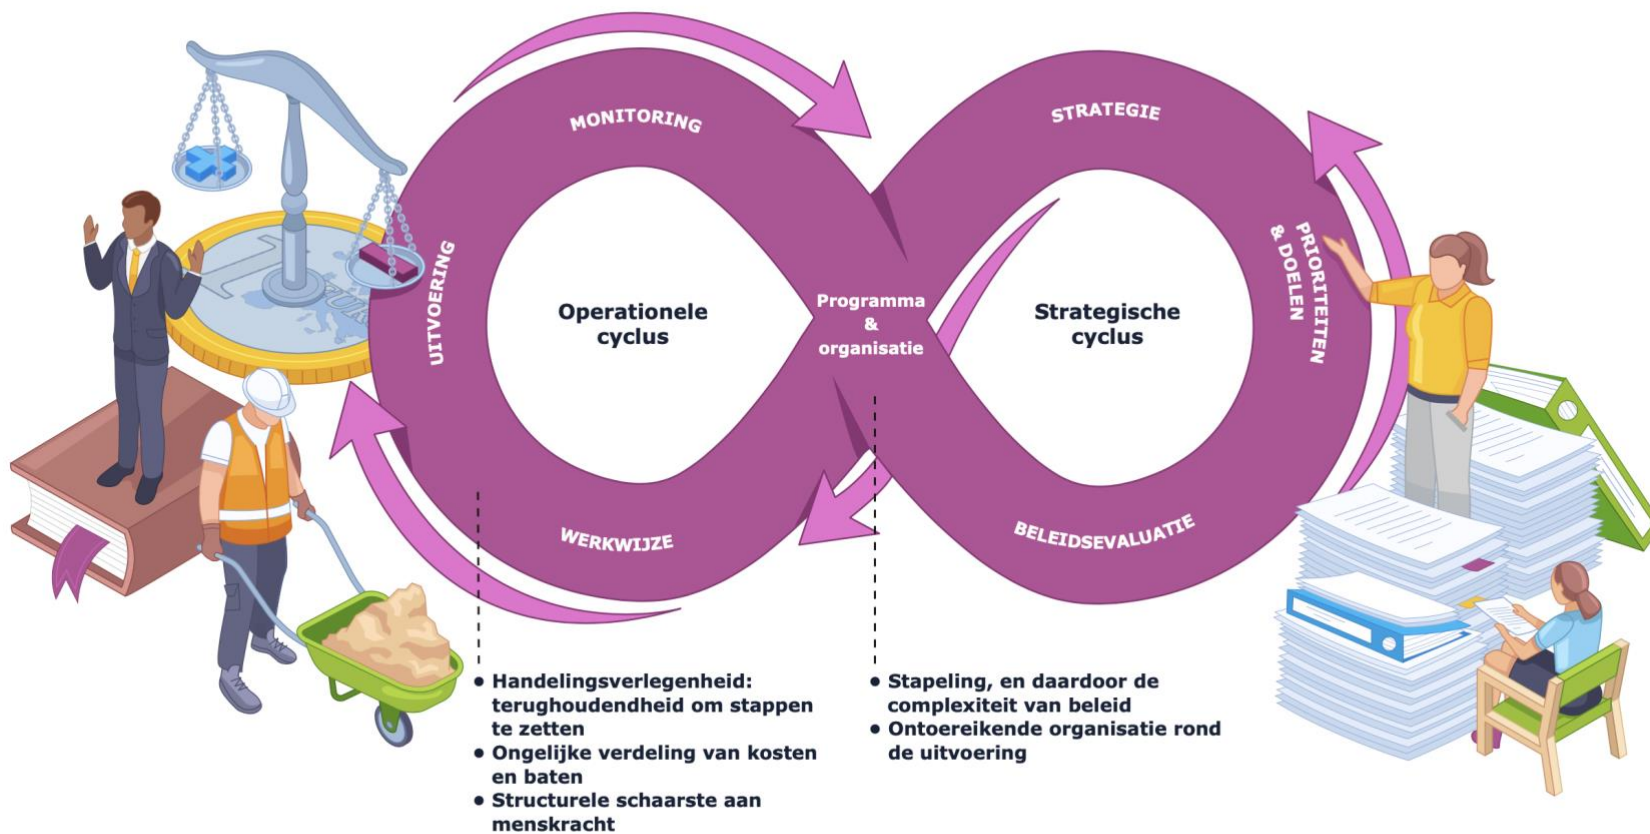 MONITORING
STRATEGIE
UITVOERING
Operationele
cyclus
Programma
&
organisatie
Strategische
cyclus
PRIORITEITEN
& DOELEN
WERKWIJZE
BELEIDSEVALUATIE
• Handelingsverlegenheid:
terughoudendheid om stappen
te zetten
• Ongelijke verdeling van kosten
en baten
• Structurele schaarste aan
menskracht
• Stapeling, en daardoor de
complexiteit van beleid
• Ontoereikende organisatie rond
de uitvoering